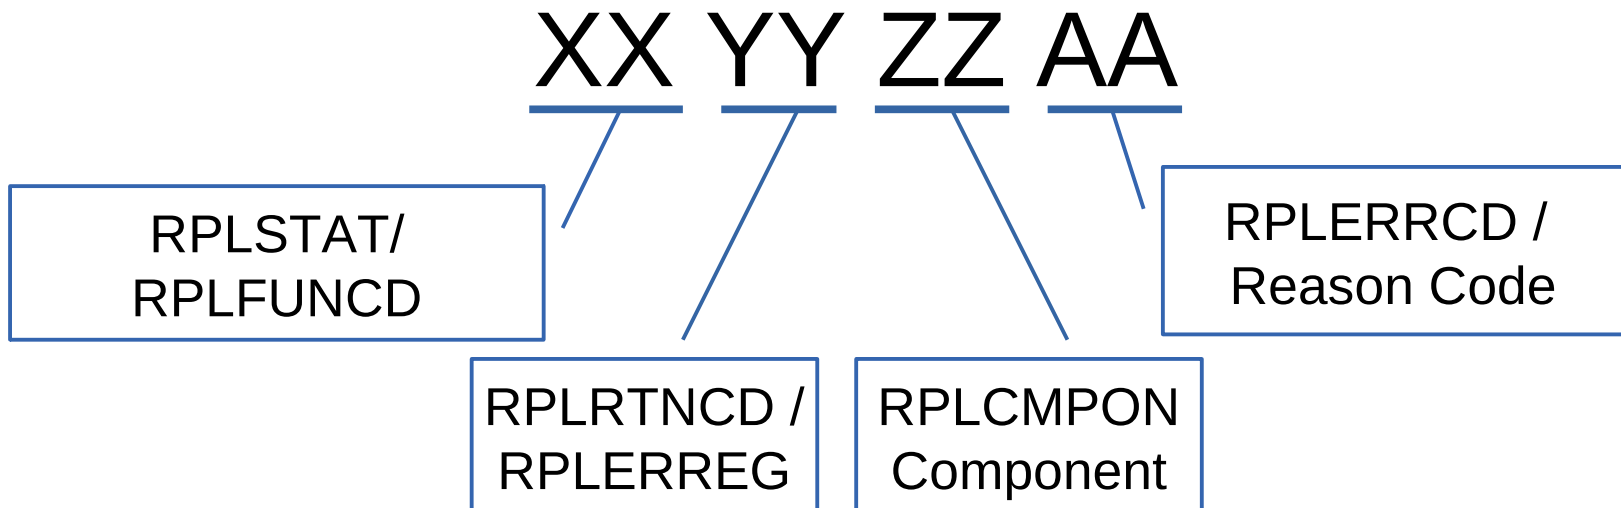 XX YY ZZ AA
RPLSTAT/
RPLFUNCD
RPLERRCD /
Reason Code
RPLRTNCD /
RPLERREG
RPLCMPON
Component